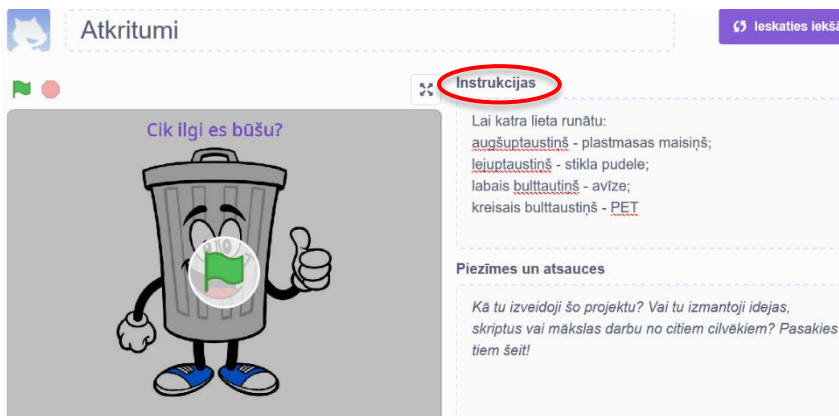 Atkritumi
Ieskaties iekšā
Instrukcijas
Cik ilgi es būšu?
Lai katra lieta runātu:
augšuptaustiņš - plastmasas maisiņš;
lejuptaustiņš - stikla pudele;
labais bulttautiņš - avīze;
kreisais bulttaustiņš - PET
Piezīmes un atsauces
Kā tu izveidoji šo projektu? Vai tu izmantoji idejas,
skriptus vai mākslas darbu no citiem cilvēkiem? Pasakies
tiem šeit!